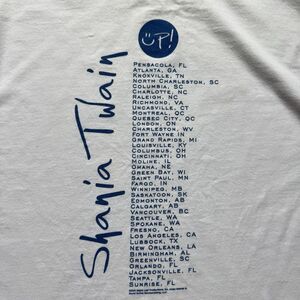 ÜP!
Shania Twain
PENSACOLA, FL
ATLANTA, GA
KNOXVILLE, TN
NORTH CHARLESTON, SC
COLUMBIA, SC
CHARLOTTE, NC
RALEIGH, NC
RICHMOND, VA
UNCASVILLE, CT
MONTREAL, QC
QUEBEC CITY, QC
LONDON, ON
CHARLESTON, WV
FORT WAYNE IN
GRAND RAPIDS, MI
LOUISVILLE, KY
COLUMBUS, OH
CINCINNATI, OH
MOLINE, IL
OMAHA, NE
GREEN BAY, WI
SAINT PAUL, MN
FARGO, IN
WINNIPEG, MB
SASKATOON, SK
EDMONTON, AB
CALGARY, AB
VANCOUVER, BC
SEATTLE, WA
SPOKANE, WA
FRESNO, CA
LOS ANGELES, CA
LUBBOCK, TX
NEW ORLEANS, LA
BIRMINGHAM, AL
GREENVILLE, SC
ORLANDO, FL
JACKSONVILLE, FL
TAMPA, FL
SUNRISE, FL